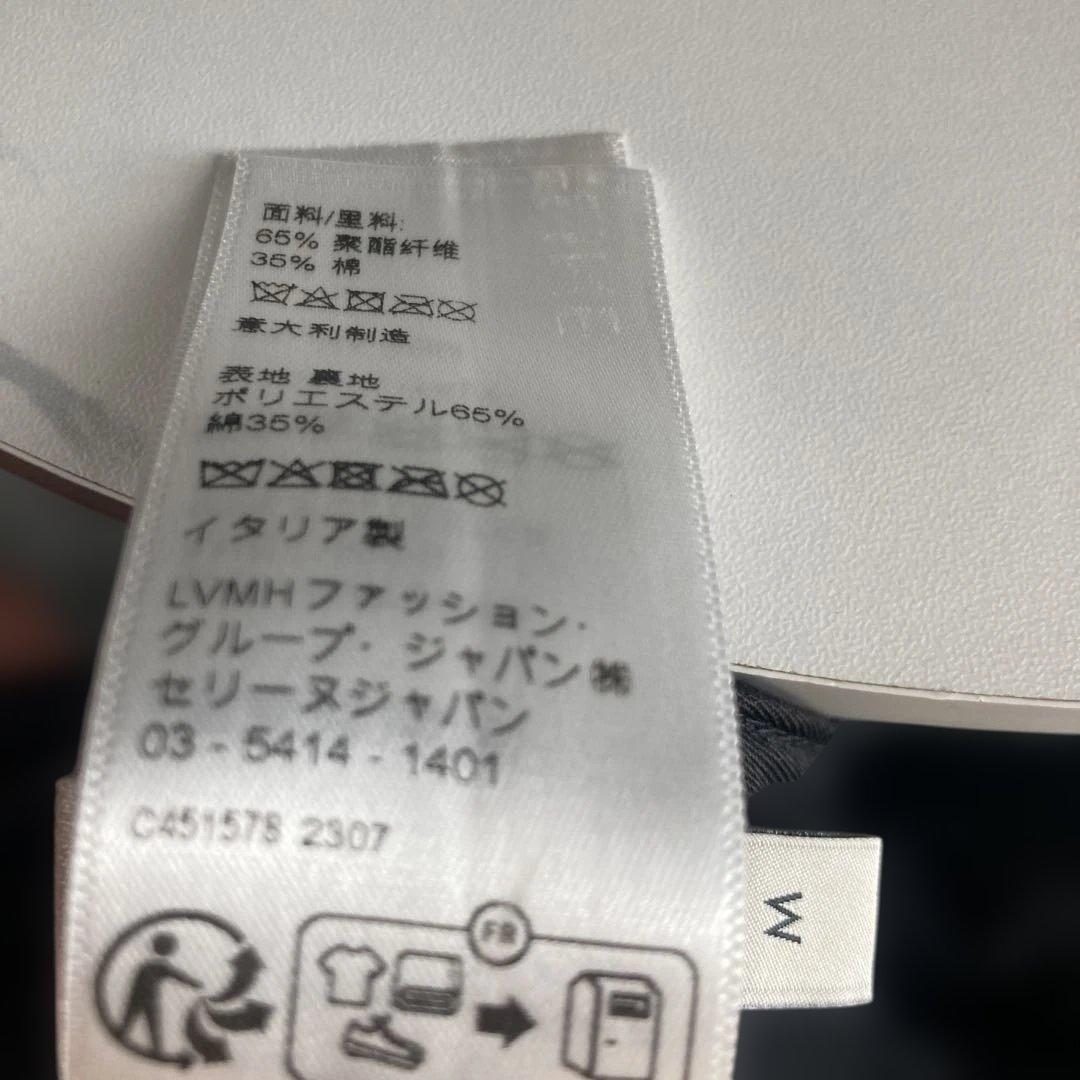 面料/里料:
65% 聚酯纤维
35% 棉
意大利制造
表地 裏地
ポリエステル65%
綿35%
イタリア製
LVMHファッション・
グループ・ジャパン㈱
セリーヌジャパン
03 - 5414 - 1401
C451578 2307
FR
M